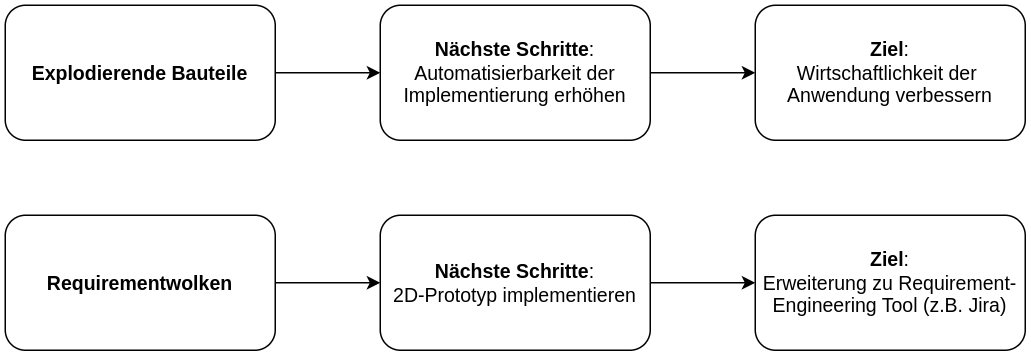 Explodierende Bauteile
Nächste Schritte:
Automatisierbarkeit der
Implementierung erhöhen
Ziel:
Wirtschaftlichkeit der
Anwendung verbessern
Requirementwolken
Nächste Schritte:
2D-Prototyp implementieren
Ziel:
Erweiterung zu Requirement-
Engineering Tool (z.B. Jira)